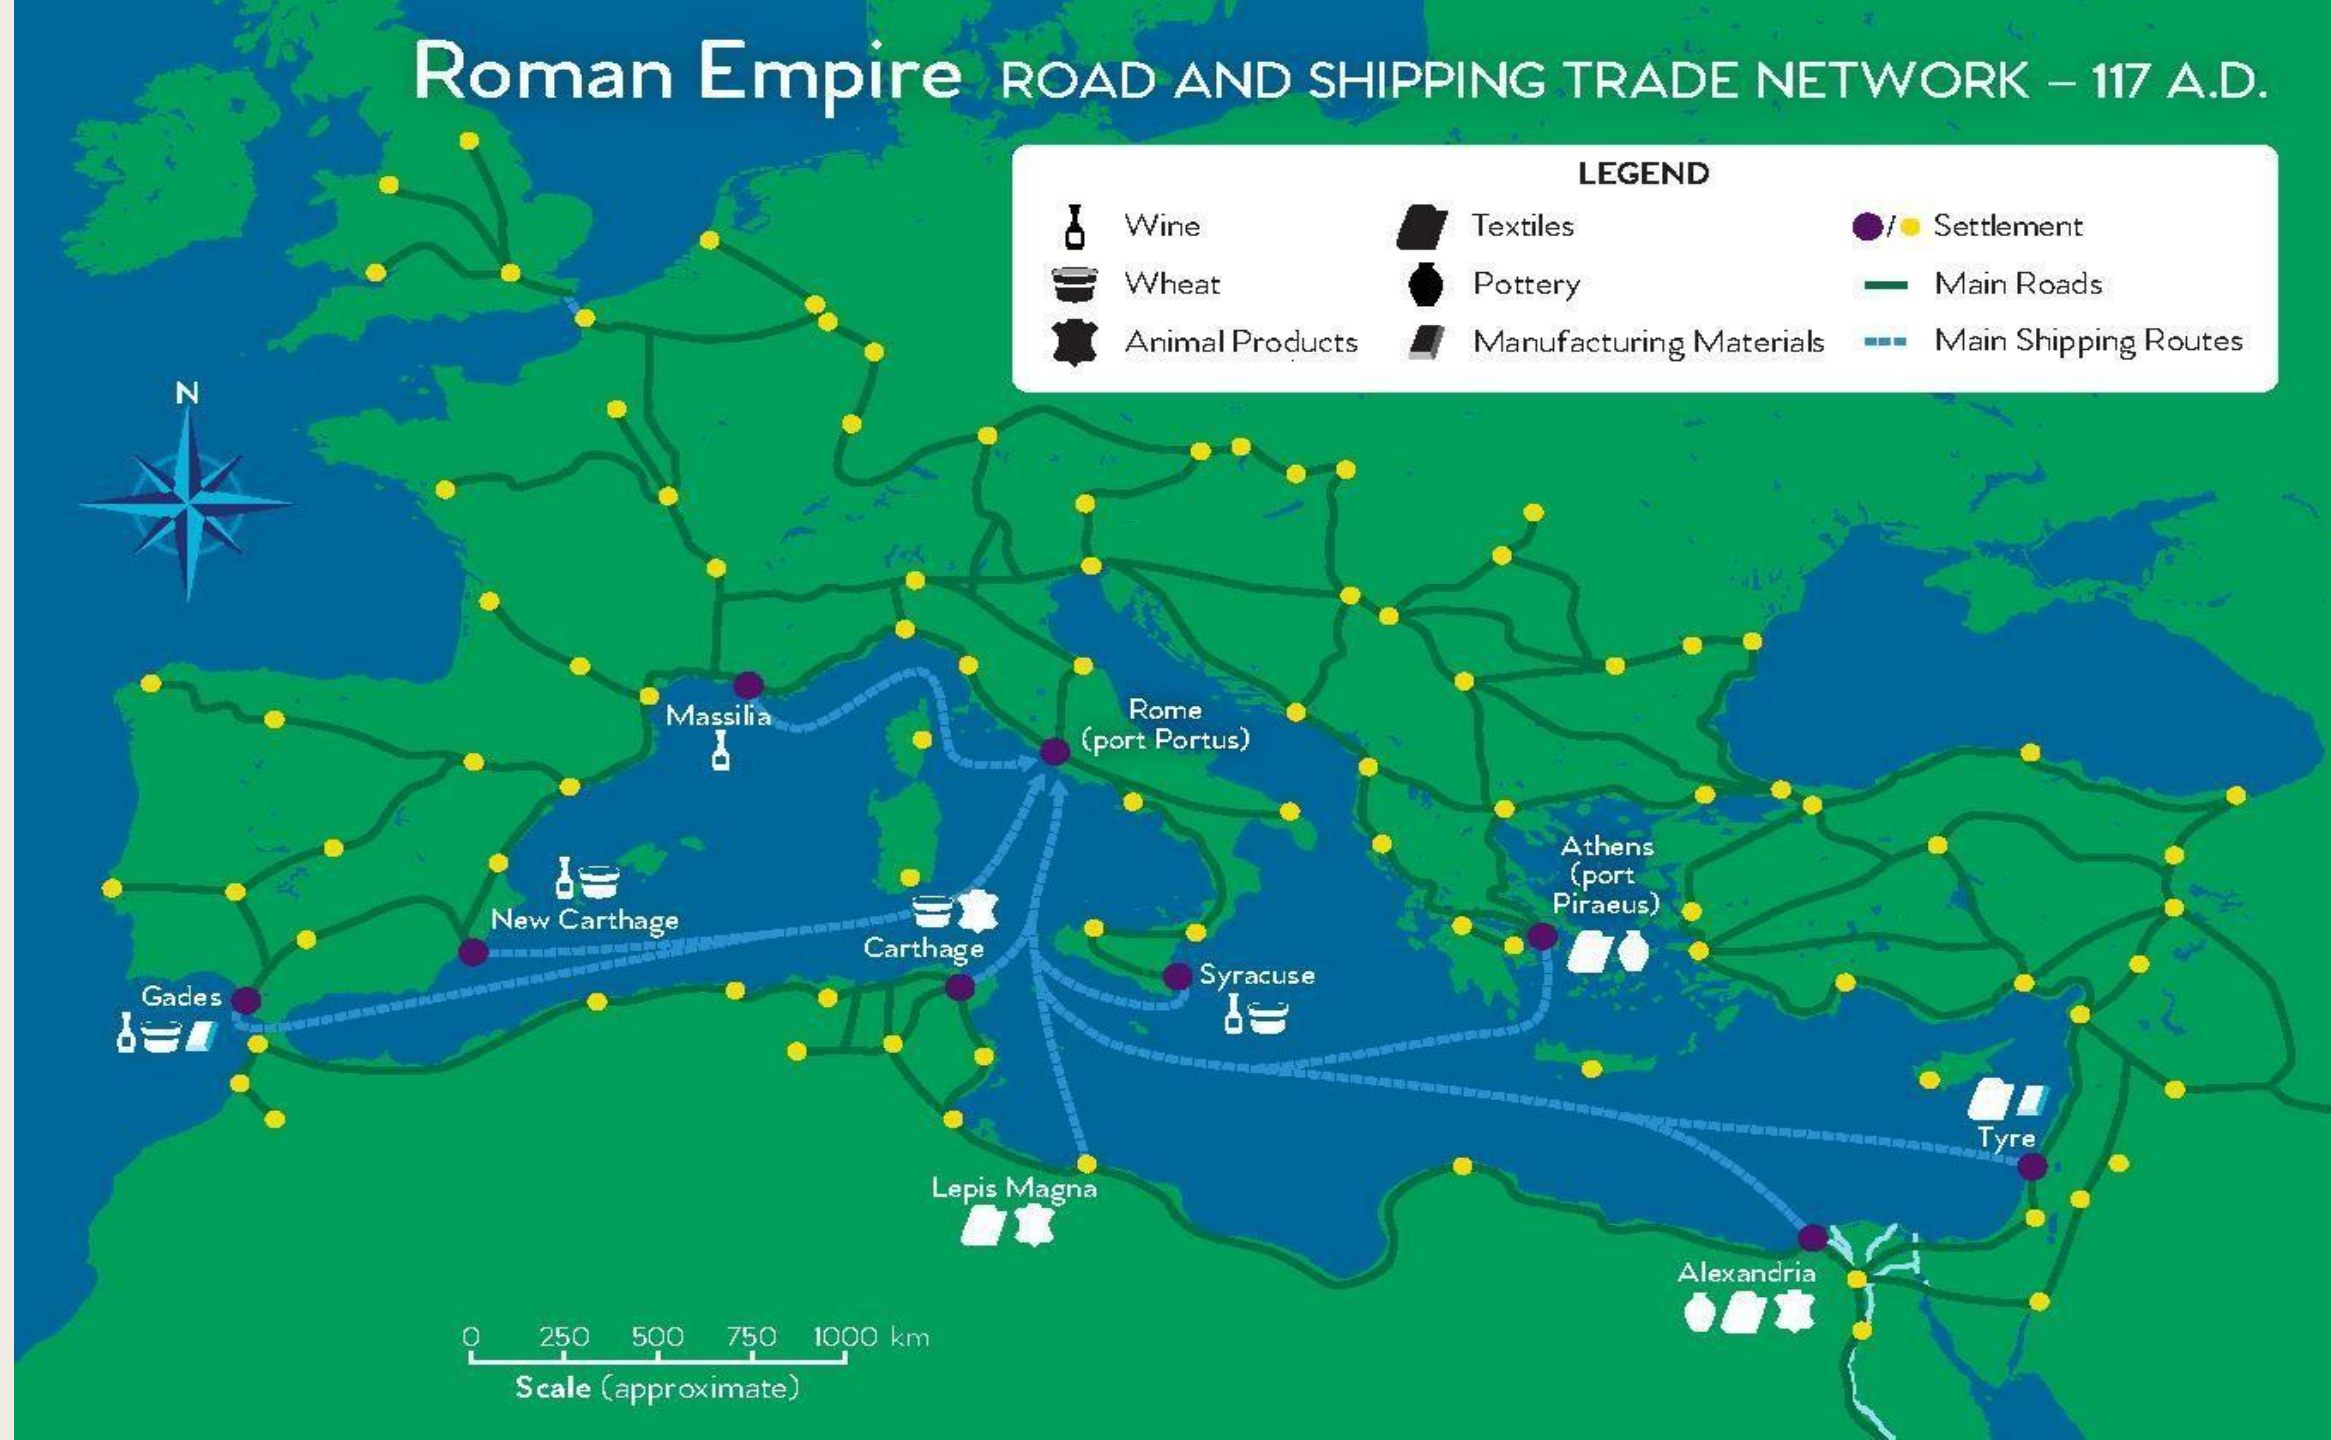 Roman Empire ROAD AND SHIPPING TRADE NETWORK – 117 A.D.
LEGEND
Wine
Textiles
Settlement
Wheat
Pottery
Main Roads
Animal Products
Manufacturing Materials
Main Shipping Routes
N
Massilia
Rome
(port Portus)
Athens
(port
Piraeus)
New Carthage
Carthage
Gades
Syracuse
Tyre
Lepis Magna
Alexandria
0 250 500 750 1000 km
Scale (approximate)